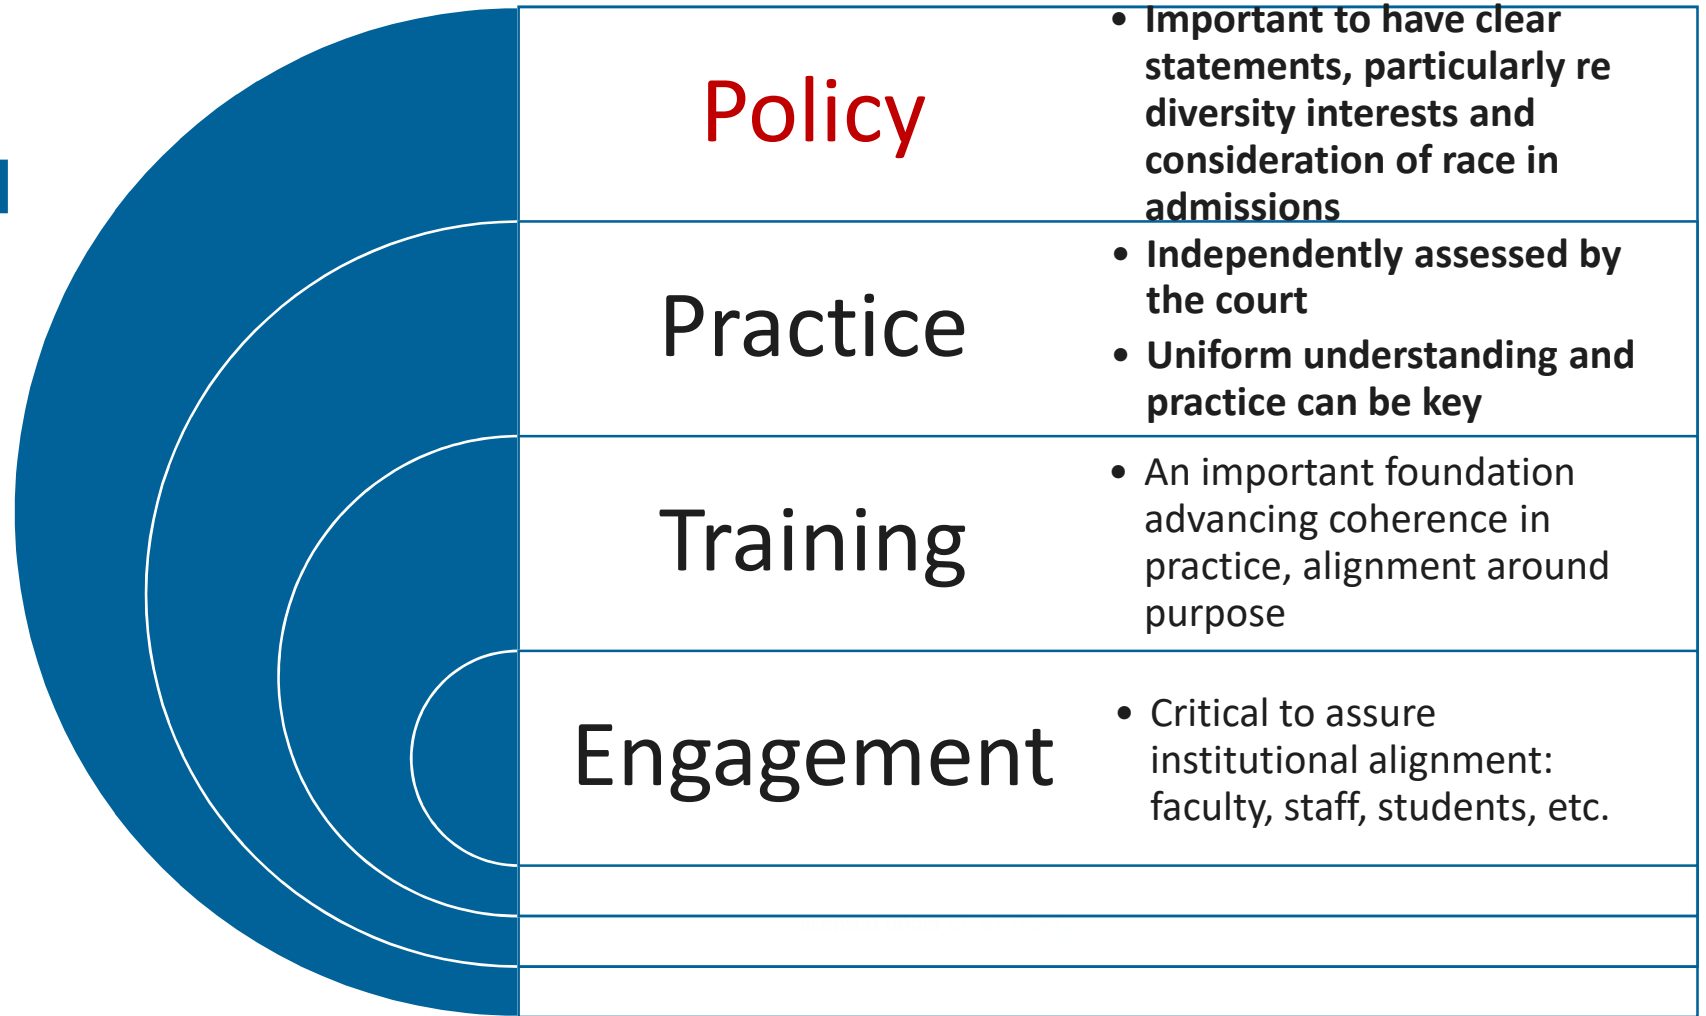 Policy
• Important to have clear
statements, particularly re
diversity interests and
consideration of race in
admissions
Practice
• Independently assessed by
the court
• Uniform understanding and
practice can be key
Training
• An important foundation
advancing coherence in
practice, alignment around
purpose
Engagement
• Critical to assure
institutional alignment:
faculty, staff, students, etc.